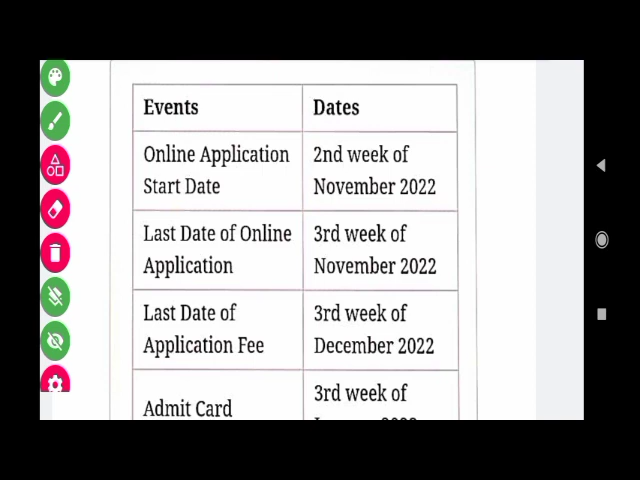 Events Dates
Online Application 2nd week of
Start Date November 2022
Last Date of Online 3rd week of
Application November 2022
Last Date of 3rd week of
Application Fee December 2022
3rd week of
Admit Card